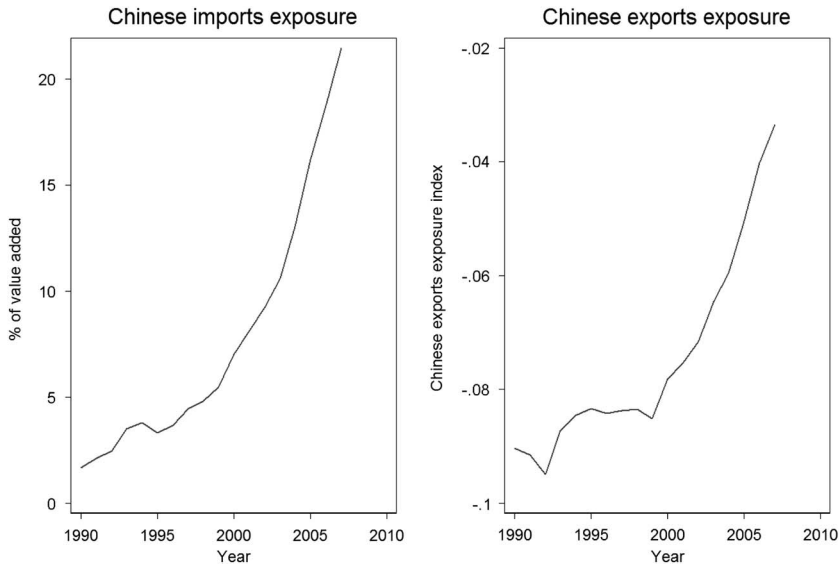 Chinese imports exposure
% of value added
20
15
10
5
0
1990 1995 2000 2005 2010
Year
Chinese exports exposure
Chinese exports exposure index
-.02
-.04
-.06
-.08
-.1
1990 1995 2000 2005 2010
Year